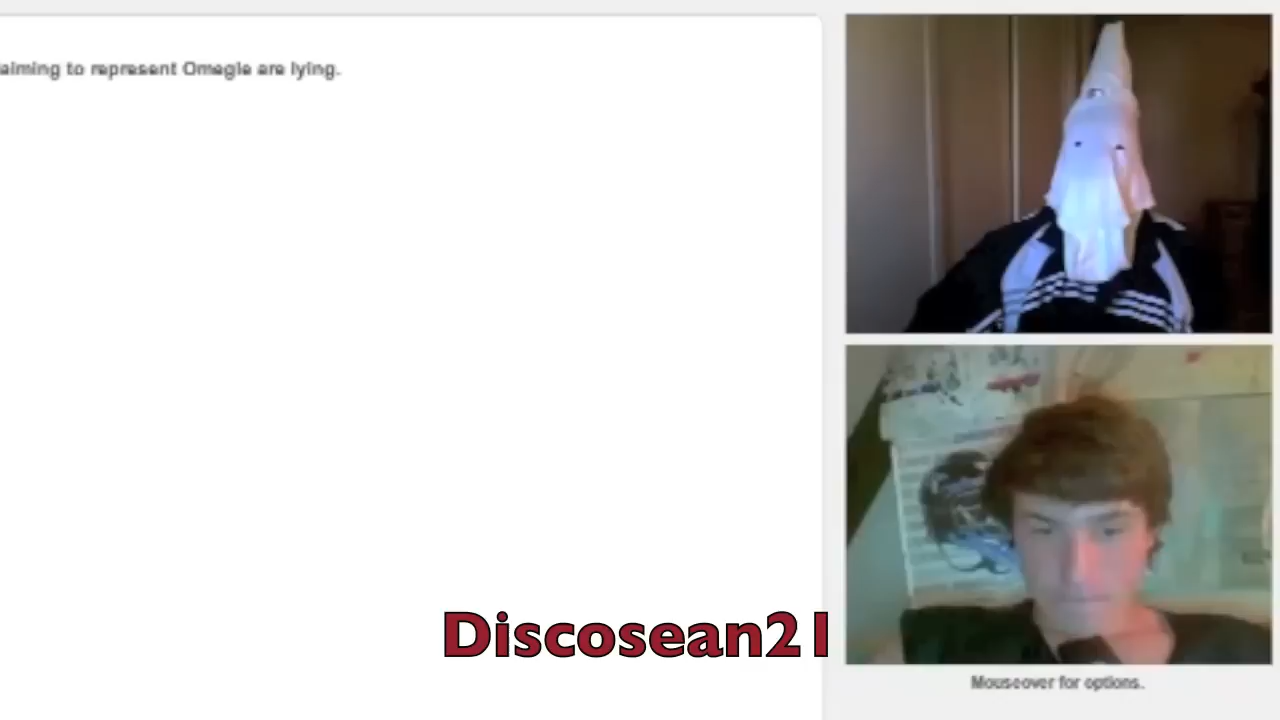 aiming to represent Omegle are lying.
Discosean21
Mouseover for options.